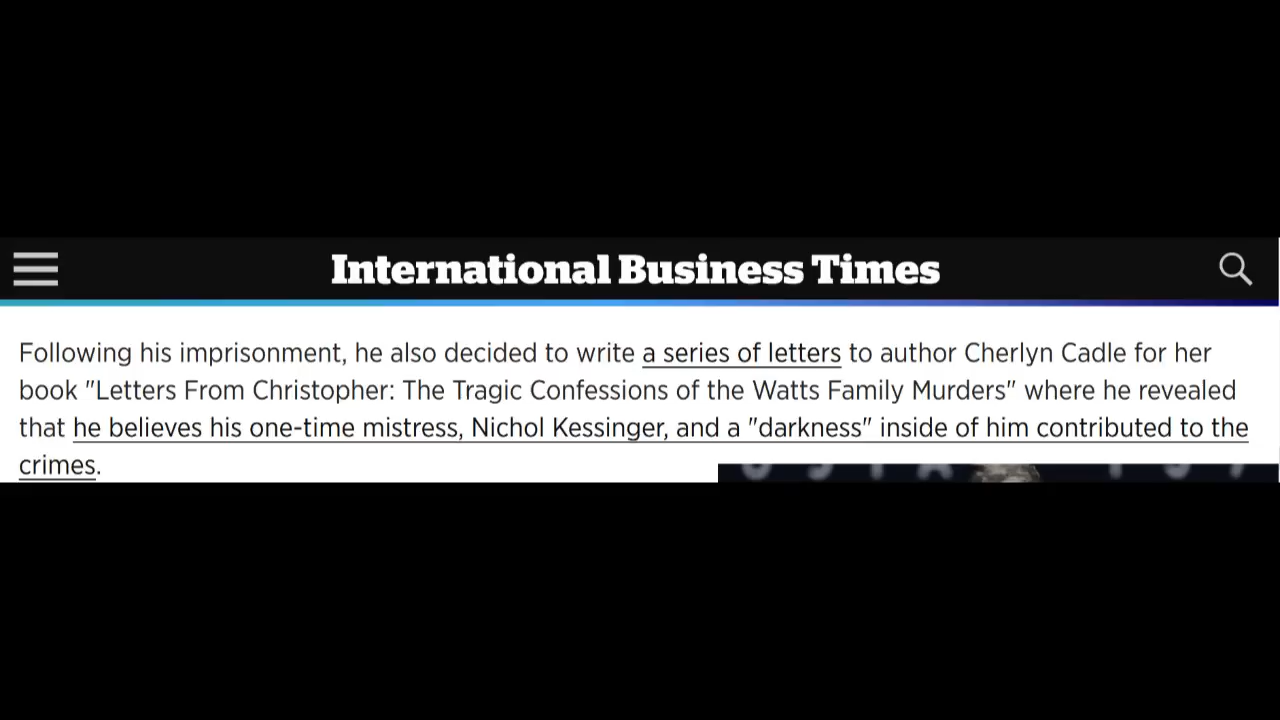 International Business Times
Following his imprisonment, he also decided to write a series of letters to author Cherlyn Cadle for her
book "Letters From Christopher: The Tragic Confessions of the Watts Family Murders" where he revealed
that he believes his one-time mistress, Nichol Kessinger, and a "darkness" inside of him contributed to the
crimes.